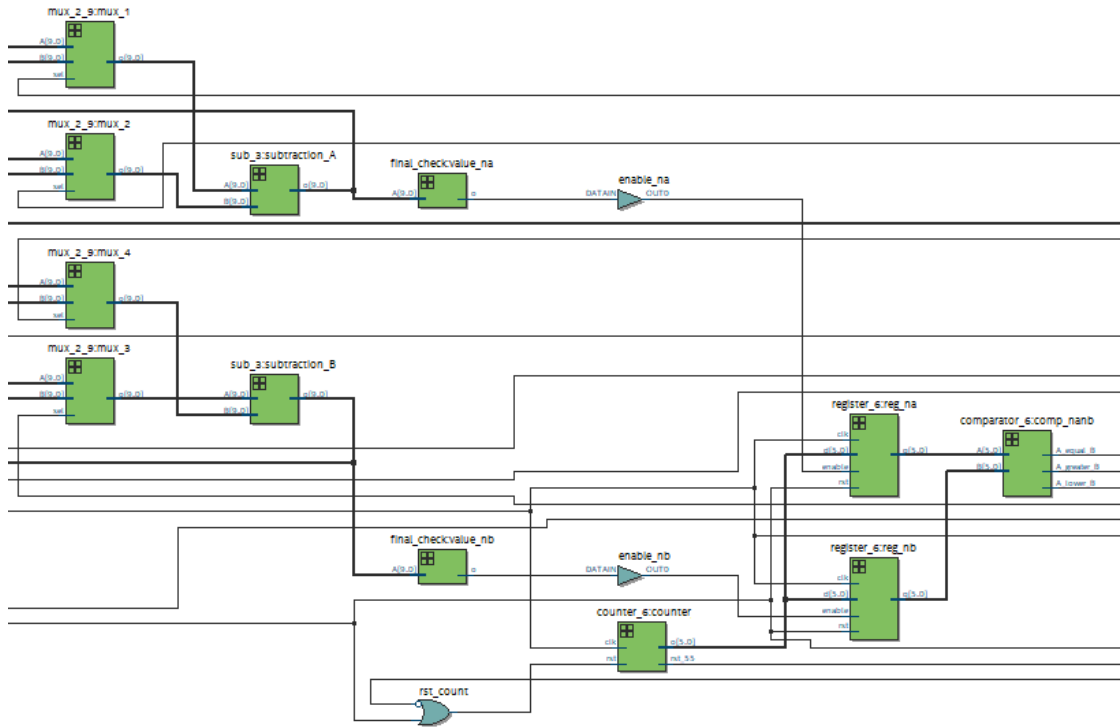 mux_2_9:mux_1
A[9..0]
B[9..0]
sel
o[9..0]
mux_2_9:mux_2
A[9..0]
B[9..0]
sel
o[9..0]
sub_a:subtraction_A
A[9..0]
B[9..0]
o[9..0]
final_check:value_na
A[9..0]
o
enable_na
DATAIN
OUT0
mux_2_9:mux_4
A[9..0]
B[9..0]
sel
o[9..0]
mux_2_9:mux_3
A[9..0]
B[9..0]
sel
o[9..0]
sub_a:subtraction_B
A[9..0]
B[9..0]
o[9..0]
register_6:reg_na
clk
d[5..0]
enable
rst
q[5..0]
comparator_6:comp_nanb
A[5..0]
B[5..0]
A_equal_B
A_greater_B
A_lower_B
final_check:value_nb
A[9..0]
o
enable_nb
DATAIN
OUT0
register_6:reg_nb
clk
d[5..0]
enable
rst
q[5..0]
counter_6:counter
clk
rst
o[5..0]
rst_55
rst_count